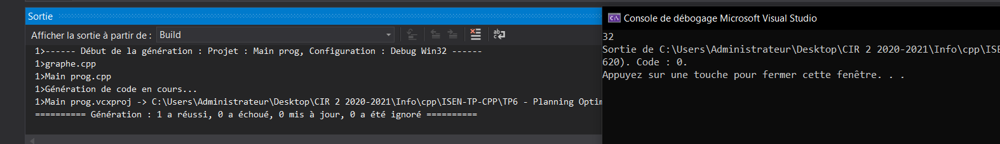 Sortie
Afficher la sortie à partir de : Build
1>------ Début de la génération : Projet : Main prog, Configuration : Debug Win32 ------
1>graphe.cpp
1>Main prog.cpp
1>Génération de code en cours...
1>Main prog.vcxproj -> C:\Users\Administrateur\Desktop\CIR 2 2020-2021\Info\cpp\ISEN-TP-CPP\TP6 - Planning Optim
========== Génération : 1 a réussi, 0 a échoué, 0 mis à jour, 0 a été ignoré ==========
Console de débogage Microsoft Visual Studio
32
Sortie de C:\Users\Administrateur\Desktop\CIR 2 2020-2021\Info\cpp\ISE
620). Code : 0.
Appuyez sur une touche pour fermer cette fenêtre. . .